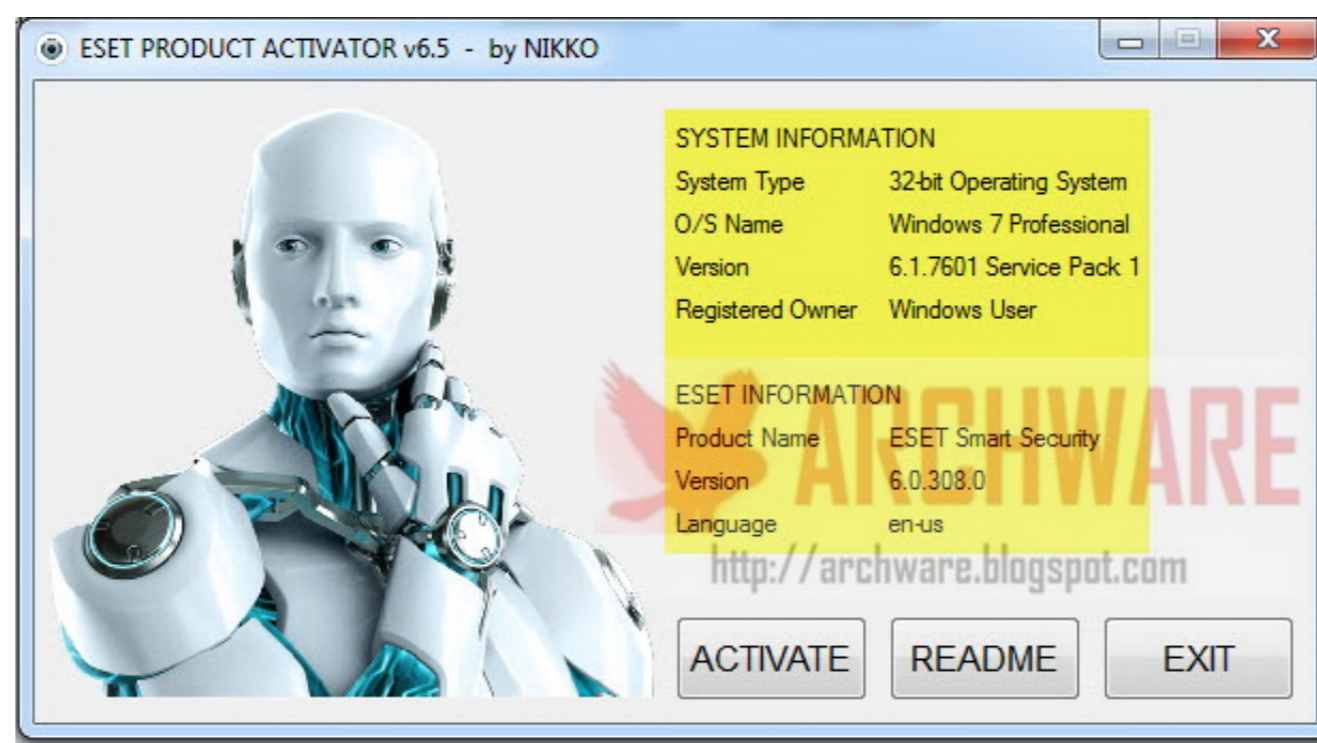 ESET PRODUCT ACTIVATOR v6.5 - by NIKKO
SYSTEM INFORMATION
System Type 32-bit Operating System
O/S Name Windows 7 Professional
Version 6.1.7601 Service Pack 1
Registered Owner Windows User
ESET INFORMATION
Product Name ESET Smart Security
Version 6.0.308.0
Language en-us
ARCHWARE
http://archware.blogspot.com
ACTIVATE README EXIT